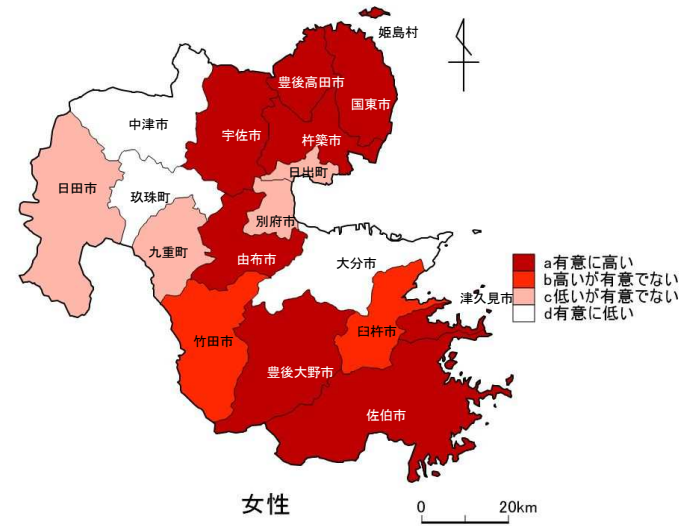 姫島村
豊後高田市
国東市
中津市
宇佐市
杵築市
日出町
日田市
玖珠町
別府市
九重町
由布市
大分市
a有意に高い
b高いが有意でない
c低いが有意でない
d有意に低い
津久見市
臼杵市
竹田市
豊後大野市
佐伯市
女性
0 20km